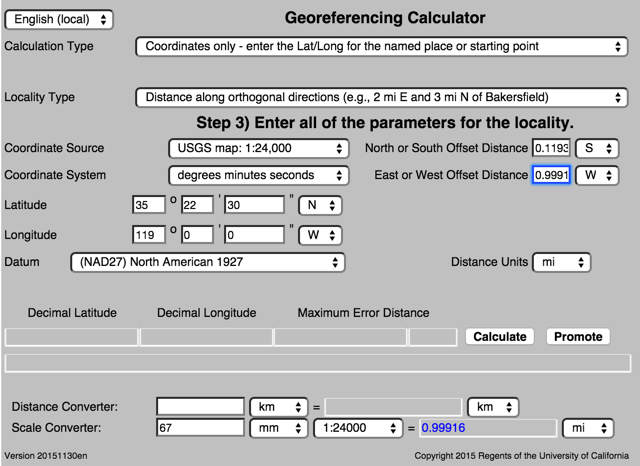 English (local)
Georeferencing Calculator
Calculation Type Coordinates only - enter the Lat/Long for the named place or starting point
Locality Type Distance along orthogonal directions (e.g., 2 mi E and 3 mi N of Bakersfield)
Step 3) Enter all of the parameters for the locality.
Coordinate Source USGS map: 1:24,000 North or South Offset Distance 0.1193 S
Coordinate System degrees minutes seconds East or West Offset Distance 0.9991 W
Latitude 35 o 22 ' 30 " N
Longitude 119 o 0 ' 0 " W
Datum (NAD27) North American 1927 Distance Units mi
Decimal Latitude Decimal Longitude Maximum Error Distance
Calculate Promote
Distance Converter: km = km
Scale Converter: 67 mm 1:24000 = 0.99916 mi
Version 20151130en Copyright 2015 Regents of the University of California